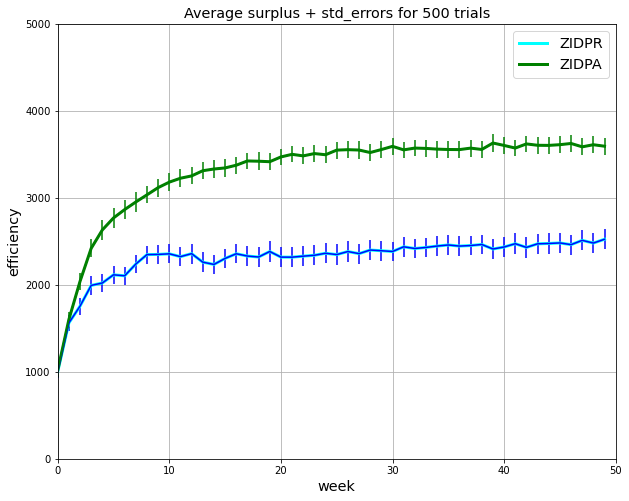 Average surplus + std_errors for 500 trials
5000
4000
3000
2000
1000
0
efficiency
ZIDPR
ZIDPA
0 10 20 30 40 50
week